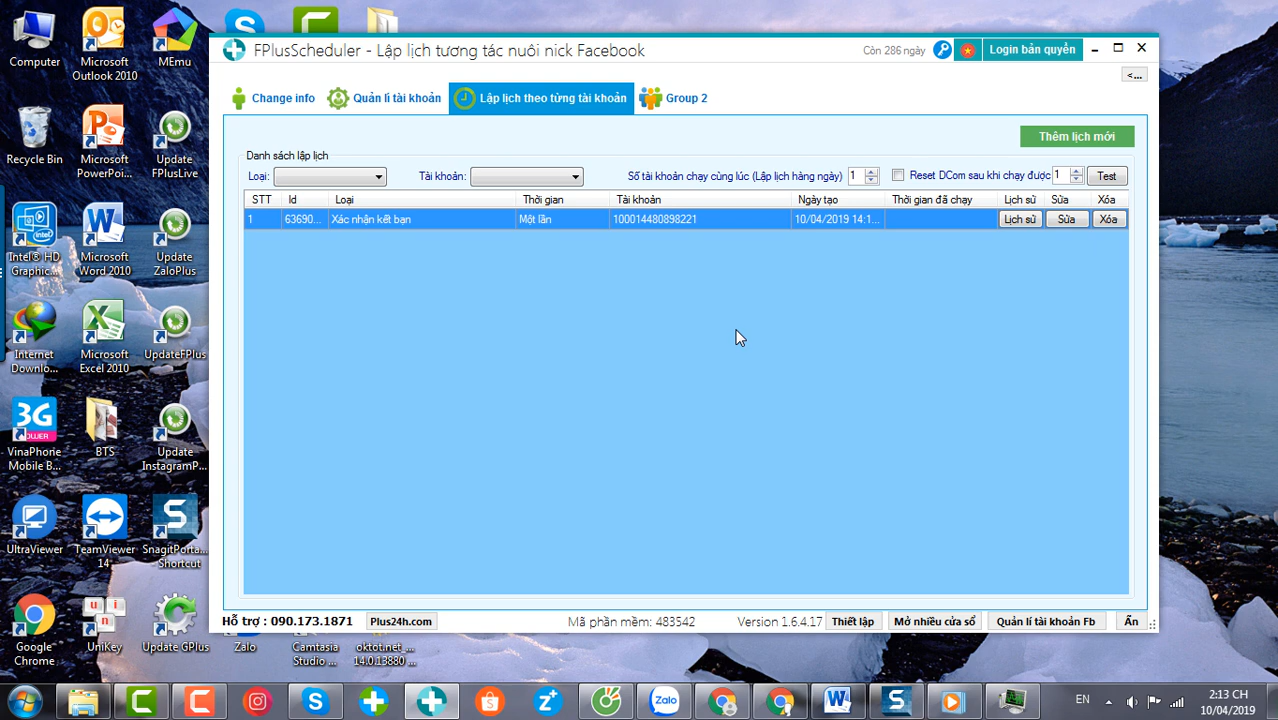 Computer
Microsoft
Outlook 2010
MEmu
Recycle Bin
Microsoft
PowerPoi...
Update
FPlusLive
Intel® HD
Graphic...
Microsoft
Word 2010
Update
ZaloPlus
Internet
Downlo...
Microsoft
Excel 2010
UpdateFPlus
3G
POWER
VinaPhone
Mobile B...
BTS
Update
InstagramP...
UltraViewer
TeamViewer
14
SnagitPorta...
Shortcut
Google
Chrome
u i
n
UniKey
Update GPlus
Zalo
Camtasia
Studio ...
oktot.net_...
14.0.13880 ...
FPlusScheduler - Lập lịch tương tác nuôi nick Facebook
Còn 286 ngày
Login bản quyền
<...
Change info
Quản lí tài khoản
Lập lịch theo từng tài khoản
Group 2
Thêm lịch mới
Danh sách lập lịch
Loại:
Tài khoản:
Số tài khoản chạy cùng lúc (Lập lịch hàng ngày) 1
Reset DCom sau khi chạy được 1
Test
STT Id Loại Thời gian Tài khoản Ngày tạo Thời gian đã chạy Lịch sử Sửa Xóa
1 63690... Xác nhận kết bạn Một lần 100014480898221 10/04/2019 14:1... Lịch sử Sửa Xóa
Hỗ trợ : 090.173.1871
Plus24h.com
Mã phần mềm: 483542
Version 1.6.4.17
Thiết lập
Mở nhiều cửa sổ
Quản lí tài khoản Fb
Ẩn
Zalo
EN
2:13 CH
10/04/2019